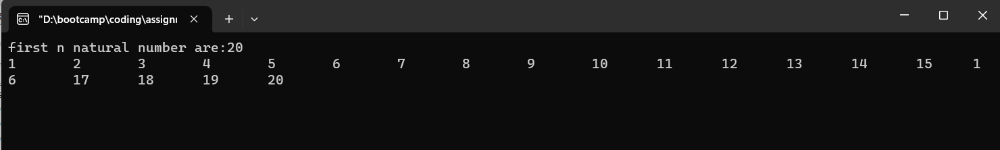 "D:\bootcamp\coding\assignr
first n natural number are:20
1 2 3 4 5 6 7 8 9 10 11 12 13 14 15 1
6 17 18 19 20